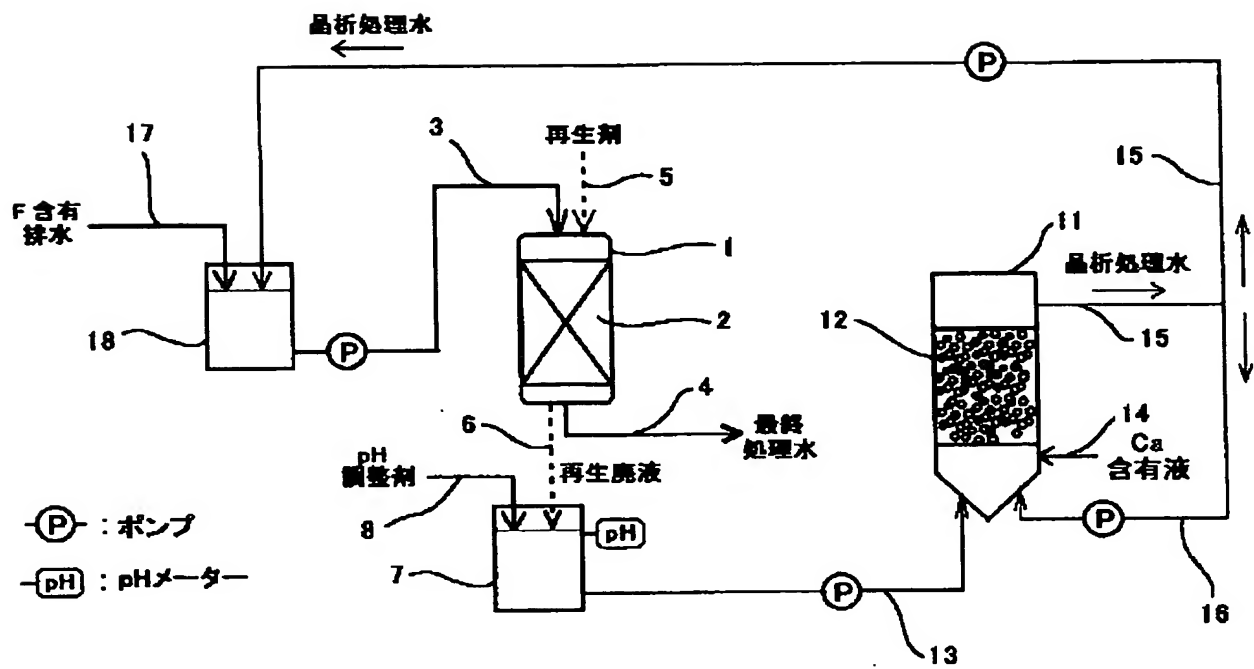 晶析処理水
P
17
3
再生剤
5
15
F 含有
排水
1
11
晶析処理水
18
P
2
12
15
4
6
最終
処理水
14
Ca
含有液
pH
調整剤
再生廃液
8
P
:ポンプ
pH
P
pH
:pHメーター
7
P
16
13